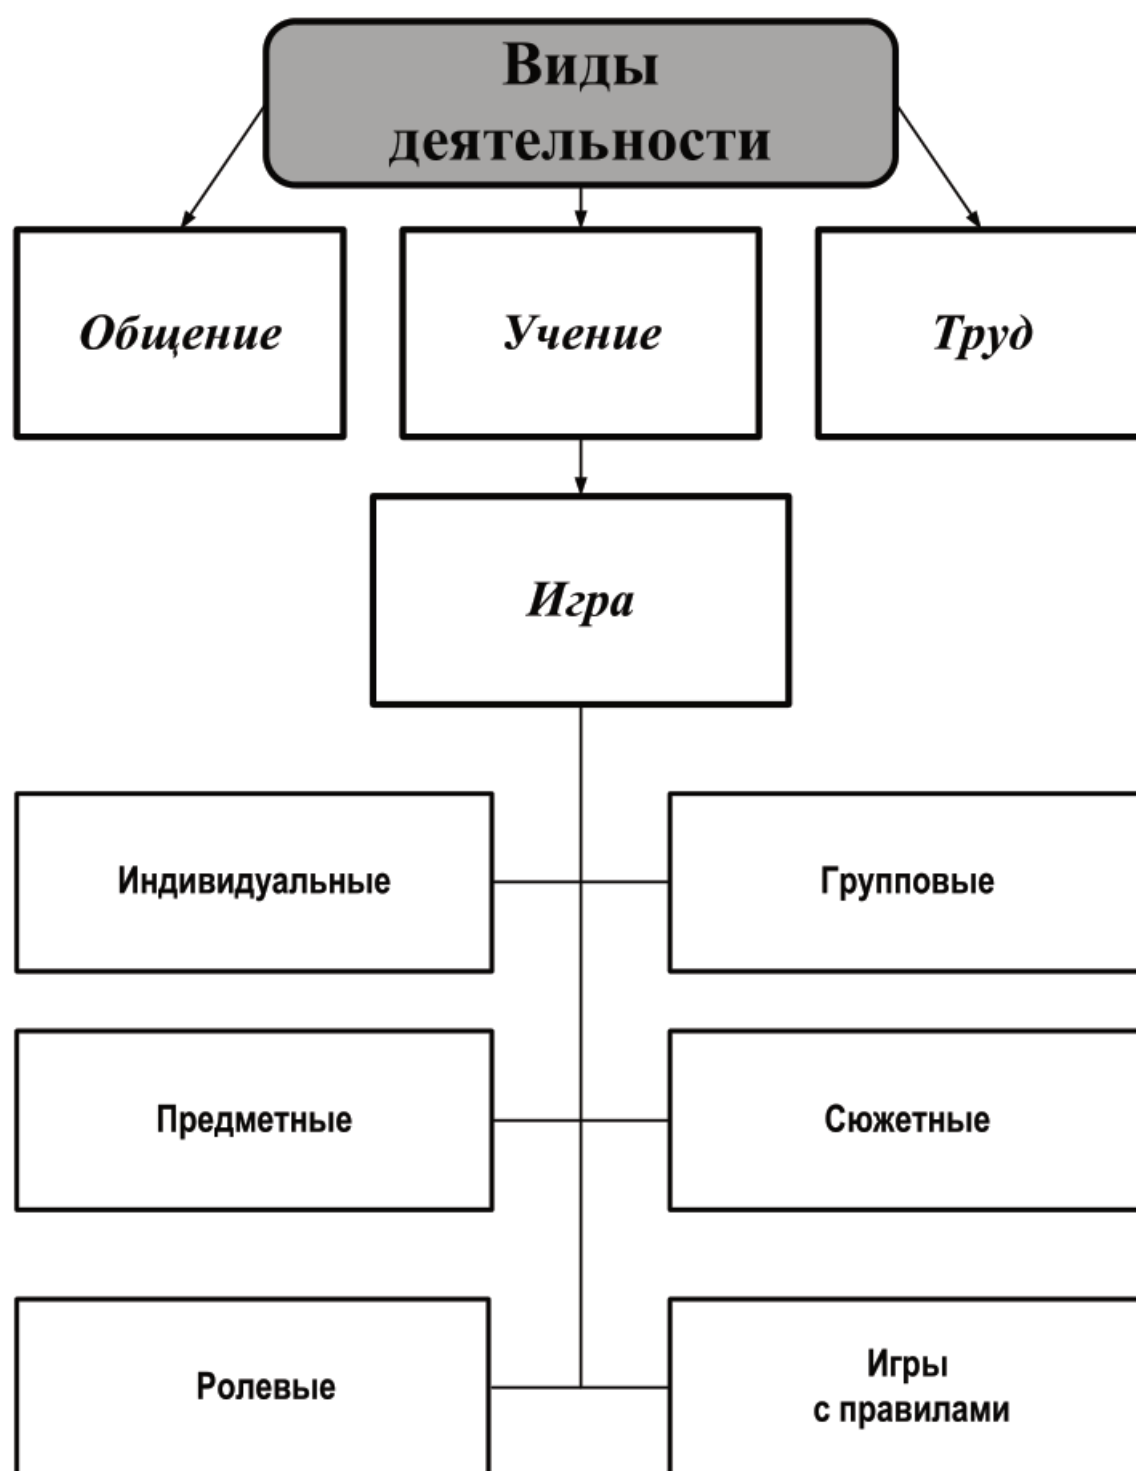 Виды
деятельности
Общение
Учение
Труд
Игра
Индивидуальные
Групповые
Предметные
Сюжетные
Ролевые
Игры
с правилами